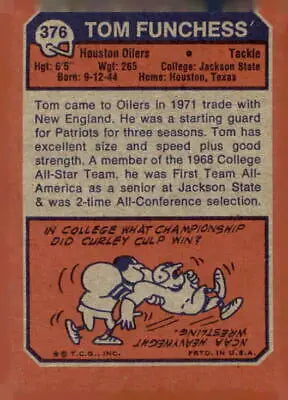 376
TOM FUNCHESS
Houston Oilers • Tackle
Hgt: 6'5" Wgt: 265 College: Jackson State
Born: 9-12-44 Home: Houston, Texas
Tom came to Oilers in 1971 trade with
New England. He was a starting guard
for Patriots for three seasons. Tom has
excellent size and speed plus good
strength. A member of the 1968 College
All-Star Team, he was First Team All-
America as a senior at Jackson State
& was 2-time All-Conference selection.
IN COLLEGE WHAT CHAMPIONSHIP
DID CURLEY CULP WIN?
NCAA HEAVYWEIGHT
WRESTLING.
*© T.C.G., INC. PRTD. IN U.S.A.